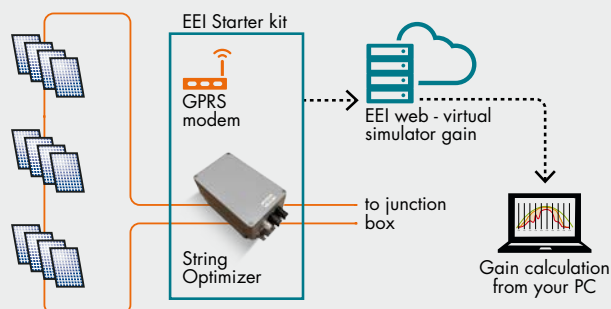 EEI Starter kit
GPRS
modem
EEI web - virtual
simulator gain
to junction
box
String
Optimizer
Gain calculation
from your PC